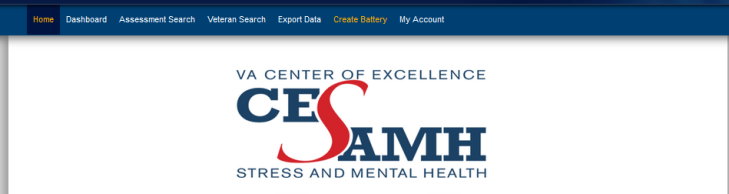 Home Dashboard Assessment Search Veteran Search Export Data Create Battery My Account
VA CENTER OF EXCELLENCE
CESAMH
STRESS AND MENTAL HEALTH